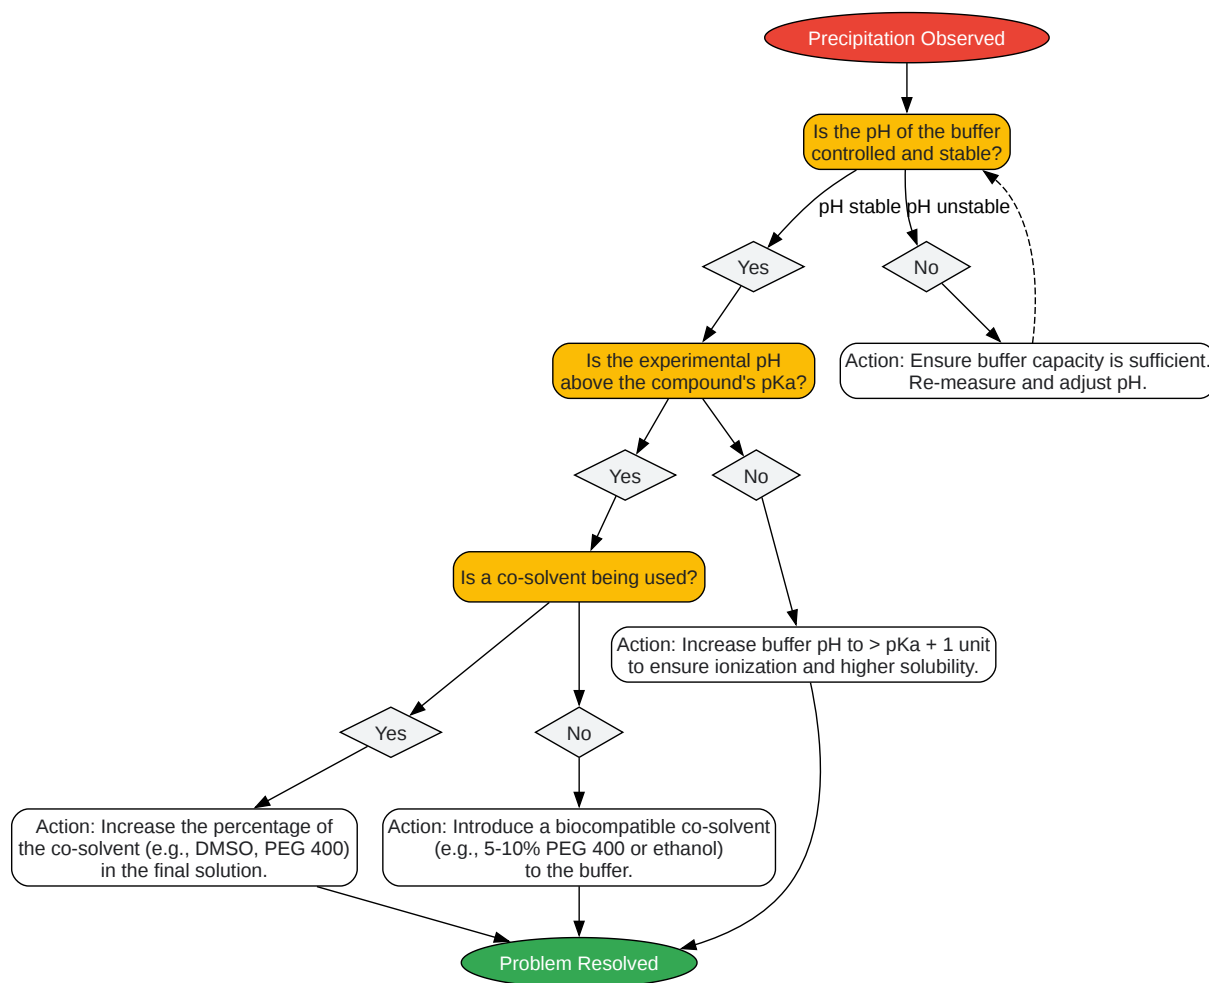 Precipitation Observed
Is the pH of the buffer
controlled and stable?
pH stable
pH unstable
Yes
No
Is the experimental pH
above the compound's pKa?
Action: Ensure buffer capacity is sufficient.
Re-measure and adjust pH.
Yes
No
Is a co-solvent being used?
Action: Increase buffer pH to > pKa + 1 unit
to ensure ionization and higher solubility.
Yes
No
Action: Increase the percentage of
the co-solvent (e.g., DMSO, PEG 400)
in the final solution.
Action: Introduce a biocompatible co-solvent
(e.g., 5-10% PEG 400 or ethanol)
to the buffer.
Problem Resolved